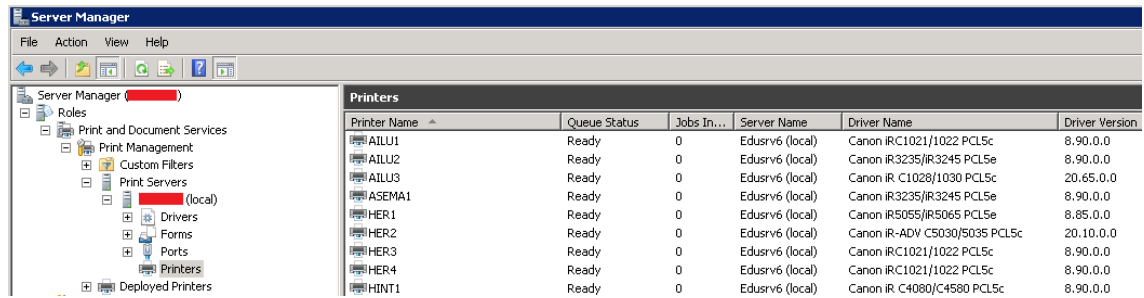 Server Manager
File Action View Help
Server Manager ( )
Roles
Print and Document Services
Print Management
Custom Filters
Print Servers
(local)
Drivers
Forms
Ports
Printers
Deployed Printers
Printers
Printer Name Queue Status Jobs In... Server Name Driver Name Driver Version
AILU1 Ready 0 Edusrv6 (local) Canon iRC1021/1022 PCL5c 8.90.0.0
AILU2 Ready 0 Edusrv6 (local) Canon iR3235/iR3245 PCL5e 8.90.0.0
AILU3 Ready 0 Edusrv6 (local) Canon iR C1028/1030 PCL5c 20.65.0.0
ASEMA1 Ready 0 Edusrv6 (local) Canon iR3235/iR3245 PCL5e 8.90.0.0
HER1 Ready 0 Edusrv6 (local) Canon iR5055/iR5065 PCL5e 8.85.0.0
HER2 Ready 0 Edusrv6 (local) Canon iR-ADV C5030/5035 PCL5c 20.10.0.0
HER3 Ready 0 Edusrv6 (local) Canon iRC1021/1022 PCL5c 8.90.0.0
HER4 Ready 0 Edusrv6 (local) Canon iRC1021/1022 PCL5c 8.90.0.0
HINT1 Ready 0 Edusrv6 (local) Canon iR C4080/C4580 PCL5c 8.90.0.0